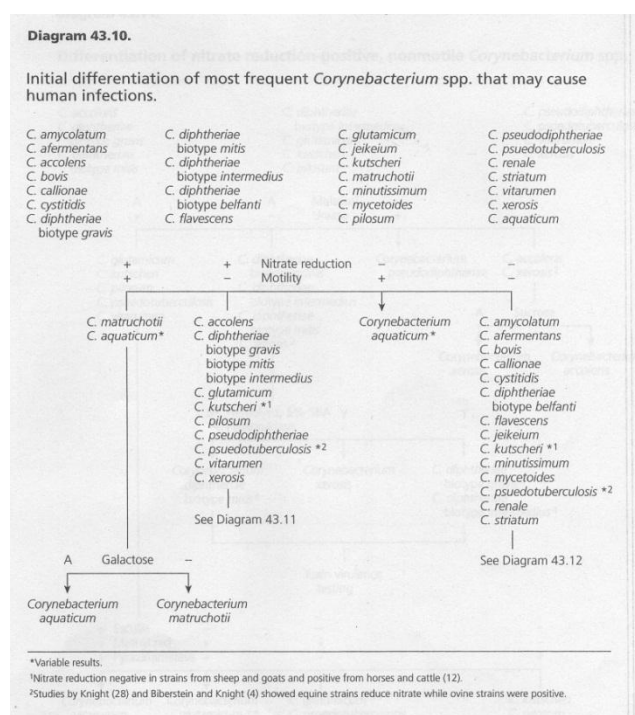 Diagram 43.10.
Initial differentiation of most frequent Corynebacterium spp. that may cause
human infections.
C. amycolatum
C. afermentans
C. accolens
C. bovis
C. callionae
C. cystitidis
C. diphtheriae
biotype gravis
C. diphtheriae
biotype mitis
C. diphtheriae
biotype intermedius
C. diphtheriae
biotype belfanti
C. flavescens
C. glutamicum
C. jeikeium
C. kutscheri
C. matruchotii
C. minutissimum
C. mycetoides
C. pilosum
C. pseudodiphtheriae
C. psuedotuberculosis
C. renale
C. striatum
C. vitarumen
C. xerosis
C. aquaticum
+ + Nitrate reduction − −
+ − Motility + −
C. matruchotii
C. aquaticum*
C. accolens
C. diphtheriae
biotype gravis
biotype mitis
biotype intermedius
C. glutamicum
C. kutscheri *1
C. pilosum
C. pseudodiphtheriae
C. psuedotuberculosis *2
C. vitarumen
C. xerosis
See Diagram 43.11
Corynebacterium
aquaticum*
C. amycolatum
C. afermentans
C. bovis
C. callionae
C. cystitidis
C. diphtheriae
biotype belfanti
C. flavescens
C. jeikeium
C. kutscheri *1
C. minutissimum
C. mycetoides
C. psuedotuberculosis *2
C. renale
C. striatum
See Diagram 43.12
A Galactose −
Corynebacterium
aquaticum
Corynebacterium
matruchotii
*Variable results.
1Nitrate reduction negative in strains from sheep and goats and positive from horses and cattle (12).
2Studies by Knight (28) and Biberstein and Knight (4) showed equine strains reduce nitrate while ovine strains were positive.